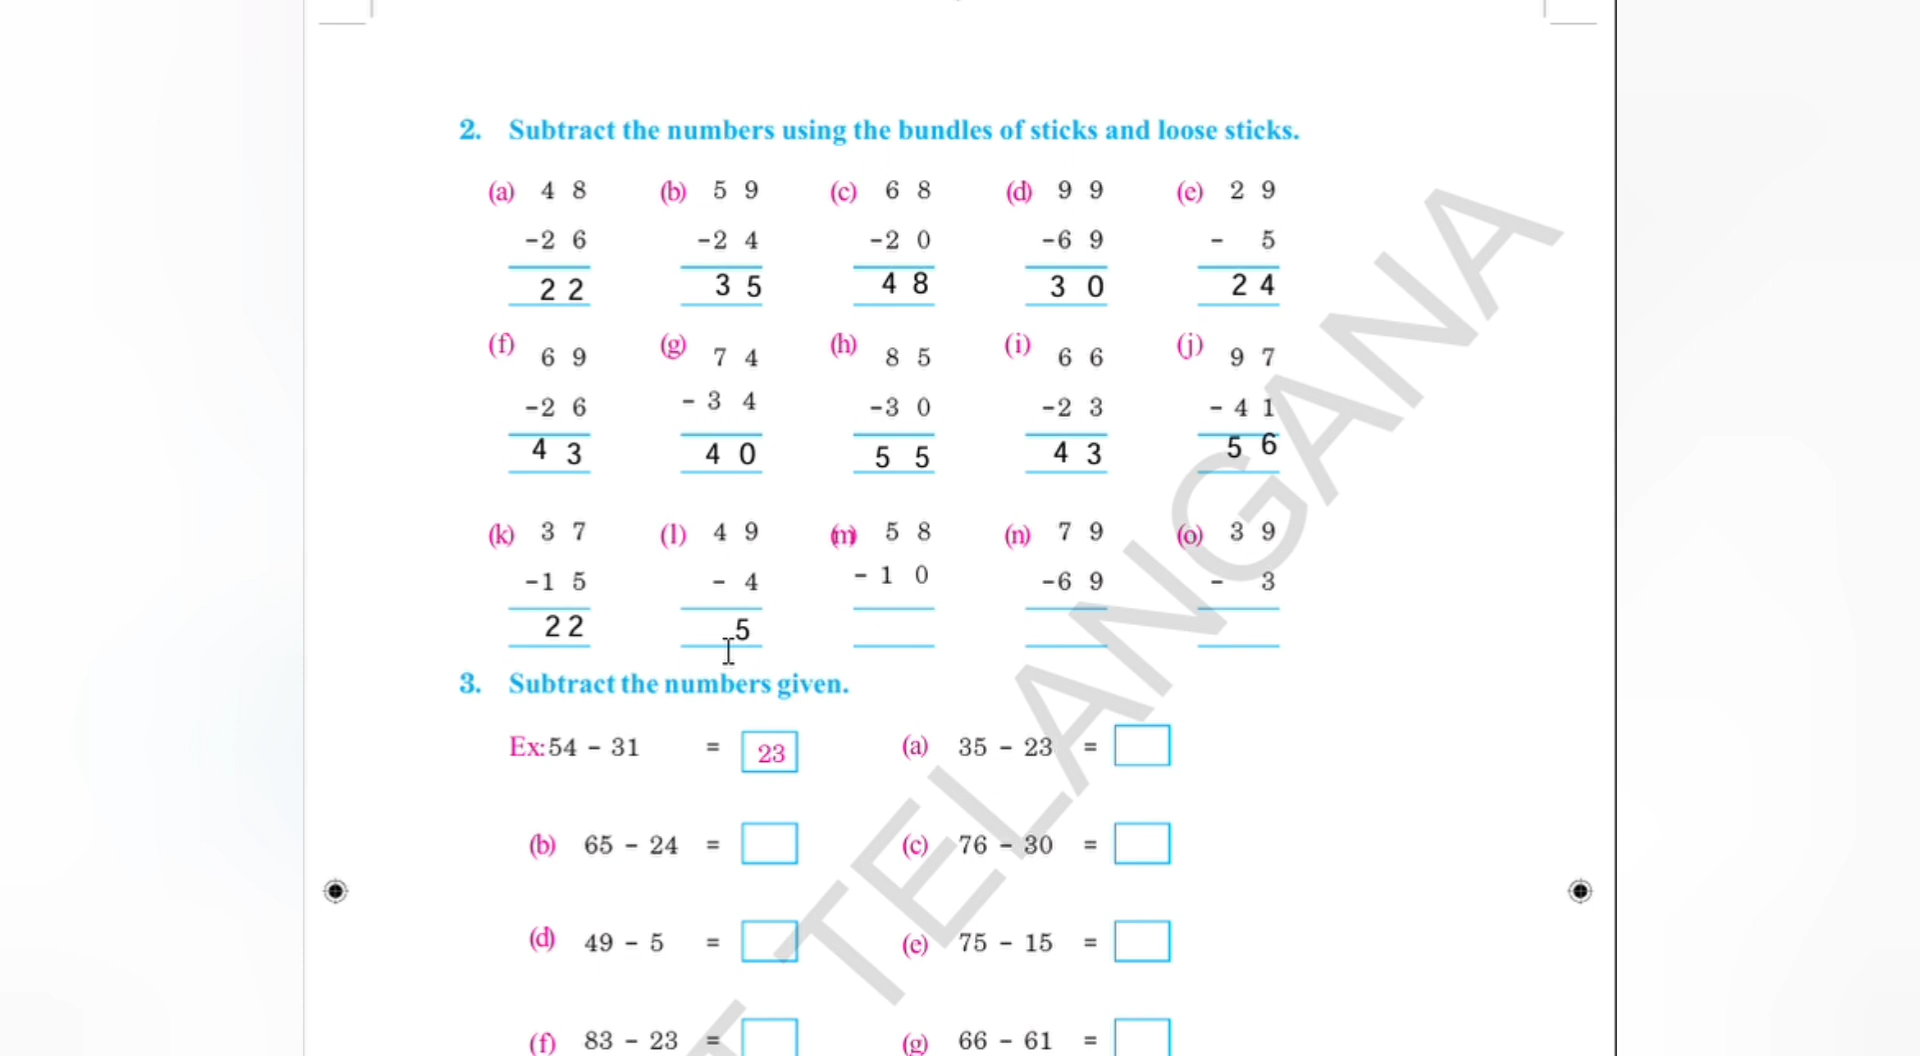 2. Subtract the numbers using the bundles of sticks and loose sticks.
(a) 4 8 (b) 5 9 (c) 6 8 (d) 9 9 (e) 2 9
-2 6 -2 4 -2 0 -6 9 - 5
2 2 3 5 4 8 3 0 2 4
(f) 6 9 (g) 7 4 (h) 8 5 (i) 6 6 (j) 9 7
-2 6 - 3 4 -3 0 -2 3 - 4 1
4 3 4 0 5 5 4 3 5 6
(k) 3 7 (l) 4 9 (m) 5 8 (n) 7 9 (o) 3 9
-1 5 - 4 - 1 0 -6 9 - 3
2 2 5
3. Subtract the numbers given.
Ex: 54 - 31 = 23 (a) 35 - 23 =
(b) 65 - 24 = (c) 76 - 30 =
(d) 49 - 5 = (e) 75 - 15 =
(f) 83 - 23 = (g) 66 - 61 =
TELANGANA